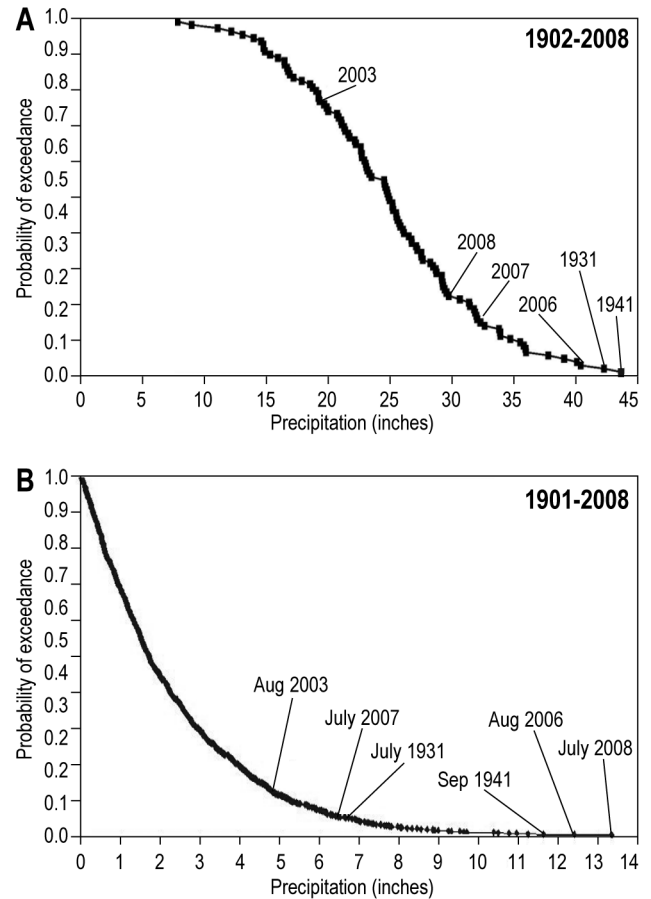 A
1902-2008
Probability of exceedance
1.0
0.9
0.8
0.7
0.6
0.5
0.4
0.3
0.2
0.1
0.0
2003
2008
2007
2006
1931
1941
0 5 10 15 20 25 30 35 40 45
Precipitation (inches)
B
1901-2008
Probability of exceedance
1.0
0.9
0.8
0.7
0.6
0.5
0.4
0.3
0.2
0.1
0.0
Aug 2003
July 2007
July 1931
Sep 1941
Aug 2006
July 2008
0 1 2 3 4 5 6 7 8 9 10 11 12 13 14
Precipitation (inches)